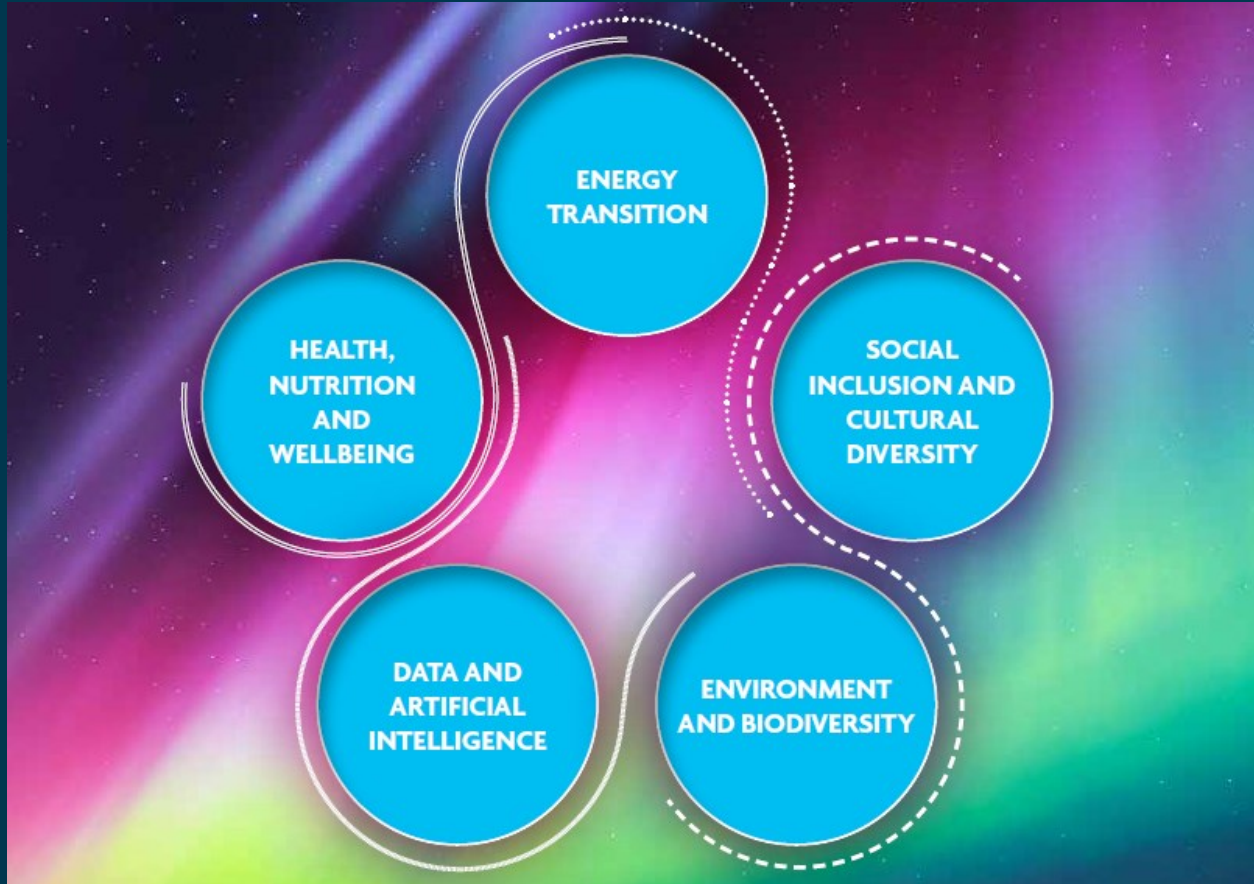 ENERGY
TRANSITION
HEALTH,
NUTRITION
AND
WELLBEING
SOCIAL
INCLUSION AND
CULTURAL
DIVERSITY
DATA AND
ARTIFICIAL
INTELLIGENCE
ENVIRONMENT
AND BIODIVERSITY